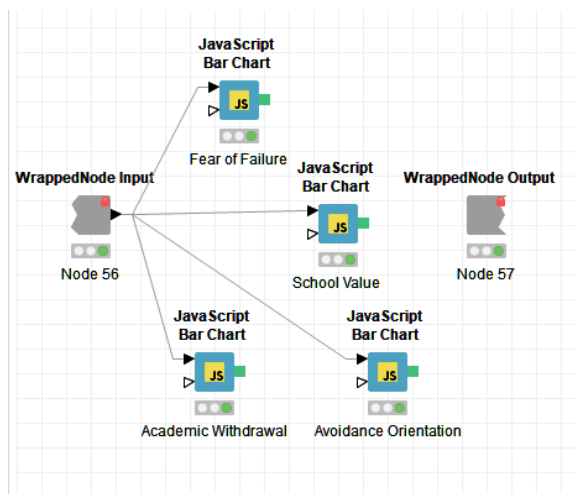 JavaScript
Bar Chart
JS
Fear of Failure
WrappedNode Input
Node 56
JavaScript
Bar Chart
JS
School Value
WrappedNode Output
Node 57
JavaScript
Bar Chart
JS
Academic Withdrawal
JavaScript
Bar Chart
JS
Avoidance Orientation